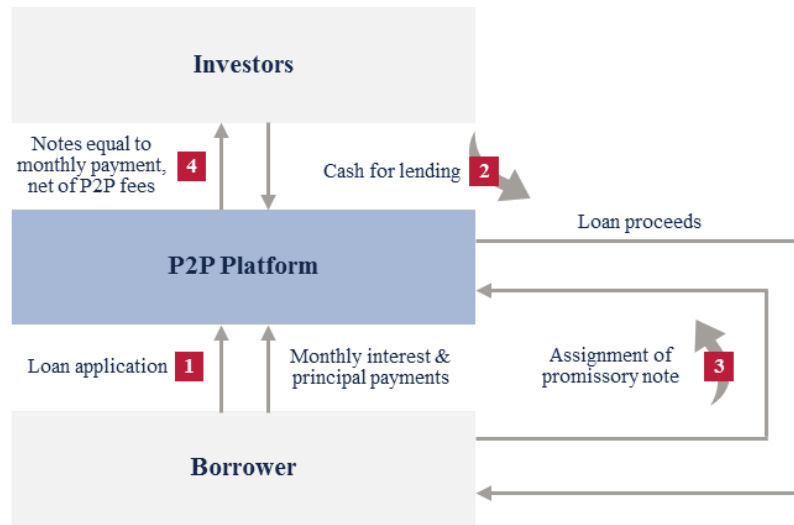 Investors
Notes equal to
monthly payment,
net of P2P fees
4
Cash for lending
2
Loan proceeds
P2P Platform
Loan application
1
Monthly interest &
principal payments
Assignment of
promissory note
3
Borrower